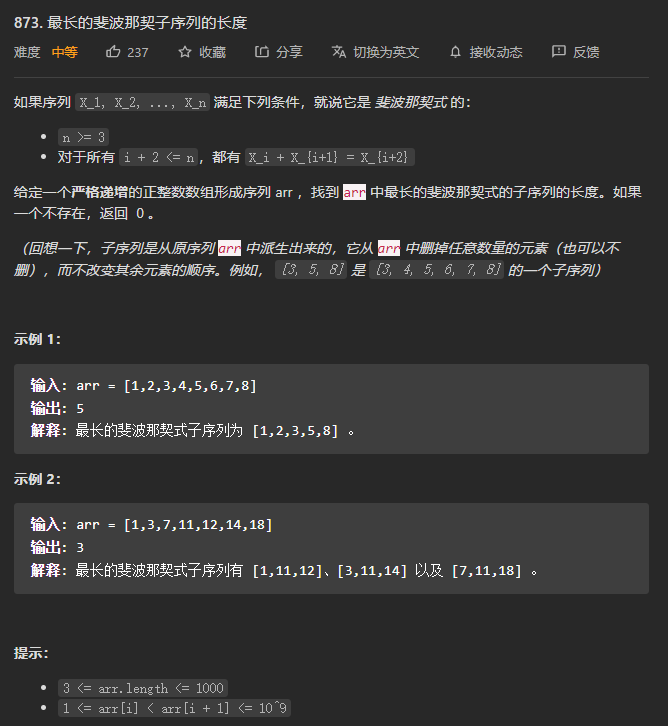 873. 最长的斐波那契子序列的长度
难度 中等 237 收藏 分享 切换为英文 接收动态 反馈
如果序列 X_1, X_2, ..., X_n 满足下列条件，就说它是 斐波那契式 的：
n >= 3
对于所有 i + 2 <= n，都有 X_i + X_{i+1} = X_{i+2}
给定一个严格递增的正整数数组形成序列 arr ，找到 arr 中最长的斐波那契式的子序列的长度。如果
一个不存在，返回 0 。
（回想一下，子序列是从原序列 arr 中派生出来的，它从 arr 中删掉任意数量的元素（也可以不
删），而不改变其余元素的顺序。例如， [3, 5, 8] 是 [3, 4, 5, 6, 7, 8] 的一个子序列）
示例 1：
输入: arr = [1,2,3,4,5,6,7,8]
输出: 5
解释: 最长的斐波那契式子序列为 [1,2,3,5,8] 。
示例 2：
输入: arr = [1,3,7,11,12,14,18]
输出: 3
解释: 最长的斐波那契式子序列有 [1,11,12]、[3,11,14] 以及 [7,11,18] 。
提示：
3 <= arr.length <= 1000
1 <= arr[i] < arr[i + 1] <= 10^9